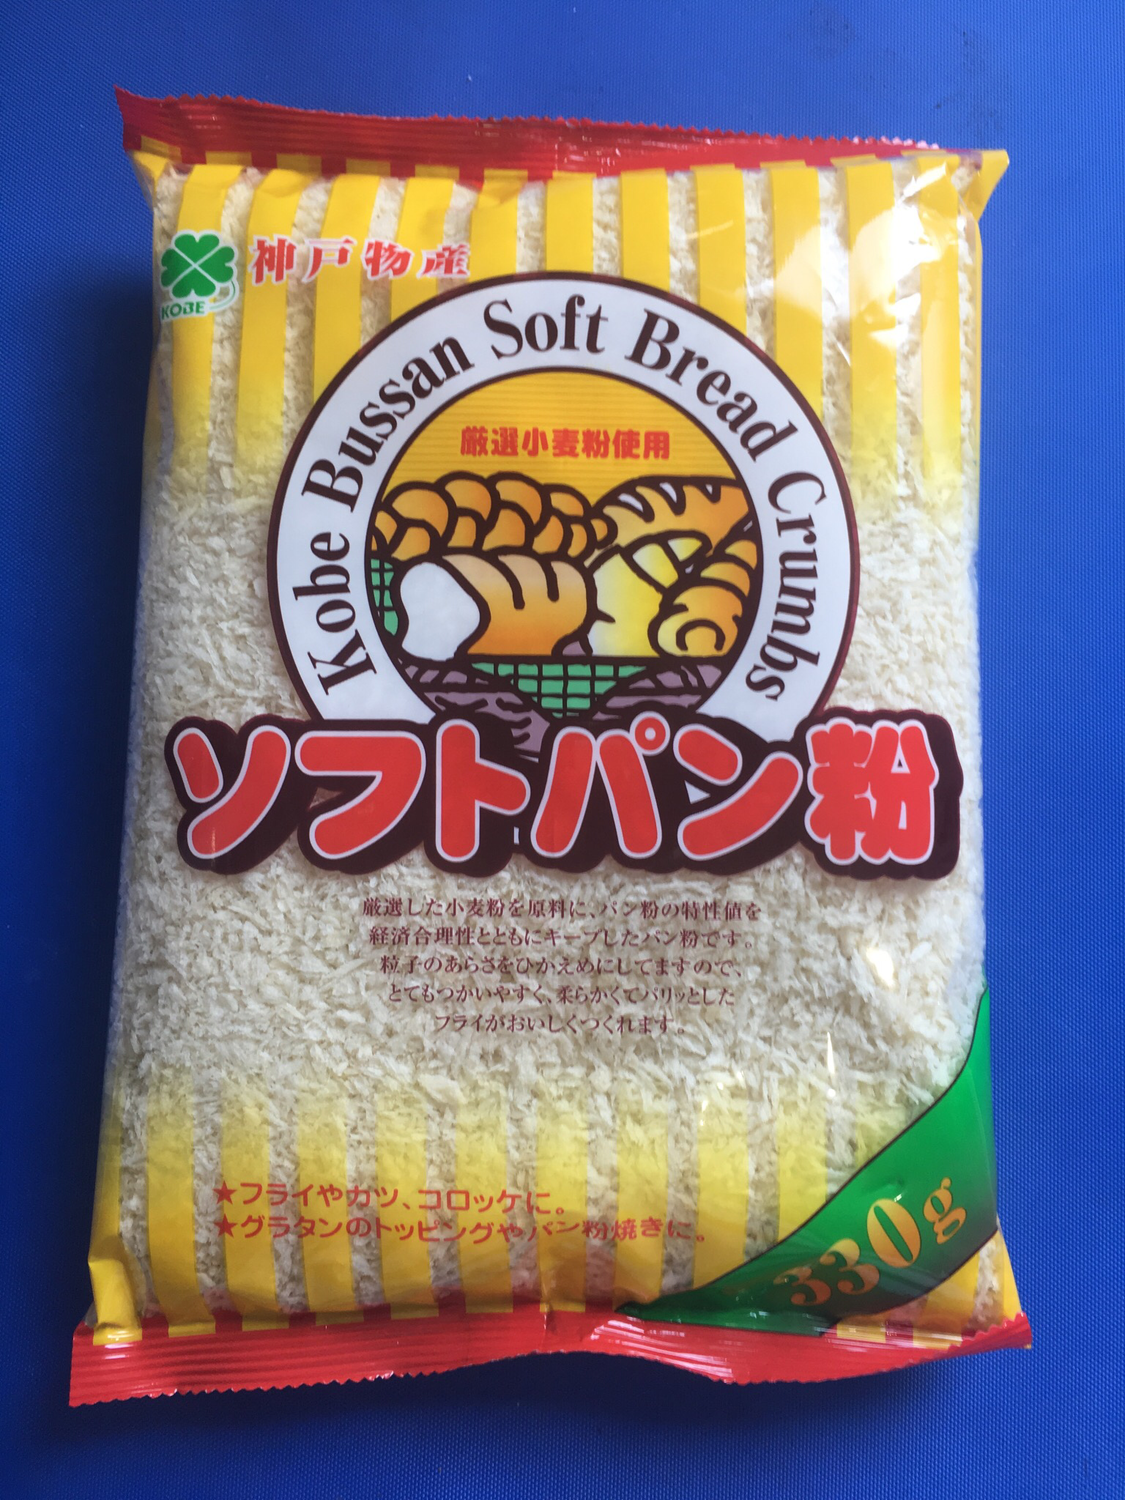 神戸物産
KOBE
Kobe Bussan Soft Bread Crumbs
厳選小麦粉使用
ソフトパン粉
厳選した小麦粉を原料に、パン粉の特性値を
経済合理性とともにキープしたパン粉です。
粒子のあらさをひかえめにしてますので、
とてもつかいやすく、柔らかくてパリッとした
フライがおいしくつくれます。
★フライやカツ、コロッケに。
★グラタンのトッピングやパン粉焼きに。
330g